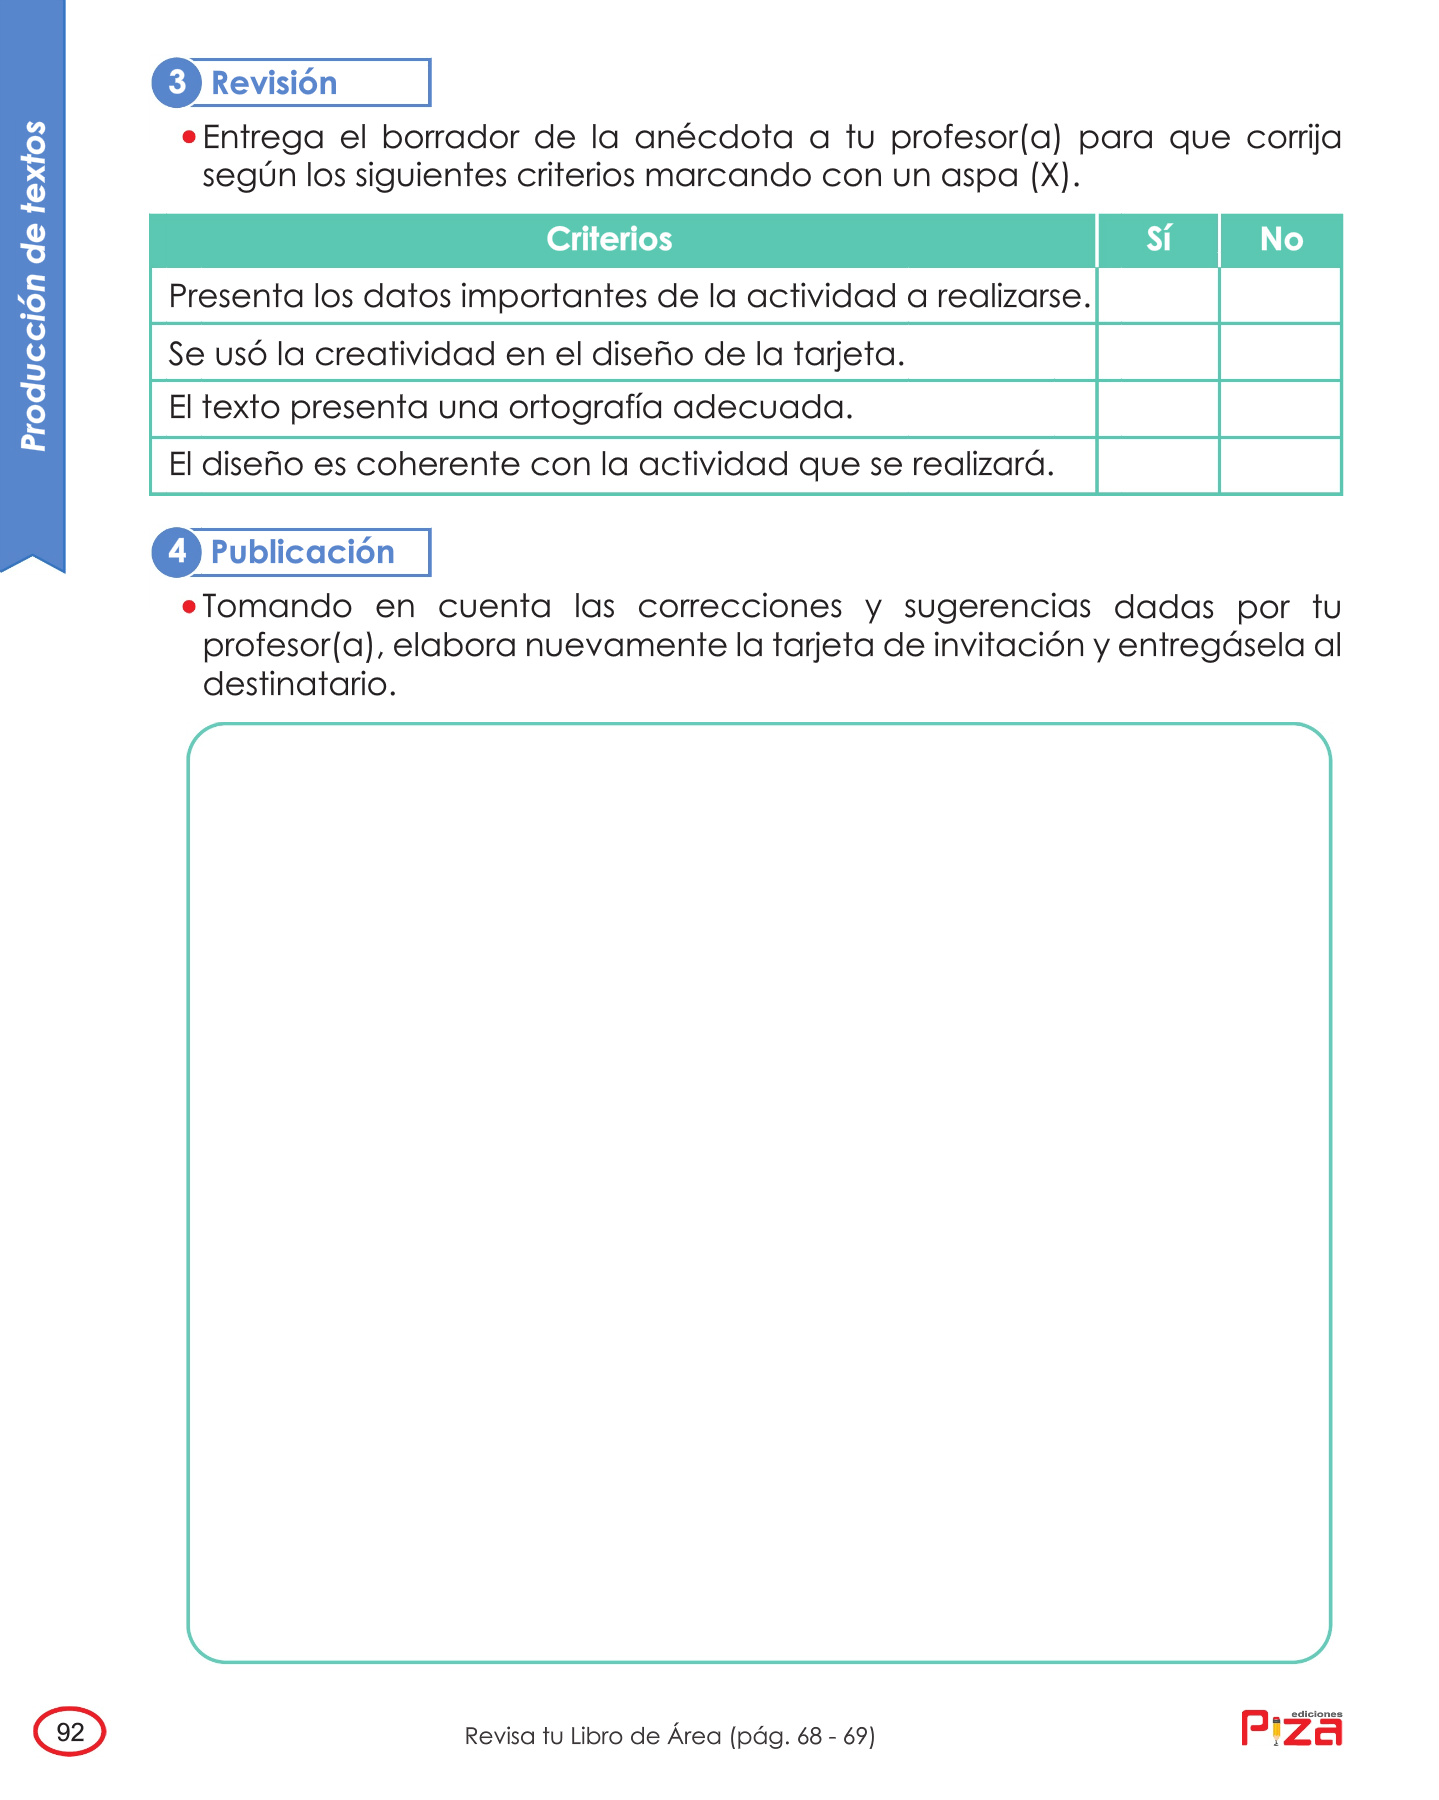 Producción de textos
3 Revisión
Entrega el borrador de la anécdota a tu profesor(a) para que corrija
según los siguientes criterios marcando con un aspa (X).
Criterios Sí No
Presenta los datos importantes de la actividad a realizarse.
Se usó la creatividad en el diseño de la tarjeta.
El texto presenta una ortografía adecuada.
El diseño es coherente con la actividad que se realizará.
4 Publicación
Tomando en cuenta las correcciones y sugerencias dadas por tu
profesor(a), elabora nuevamente la tarjeta de invitación y entregásela al
destinatario.
92
Revisa tu Libro de Área (pág. 68 - 69)
ediciones
Piza